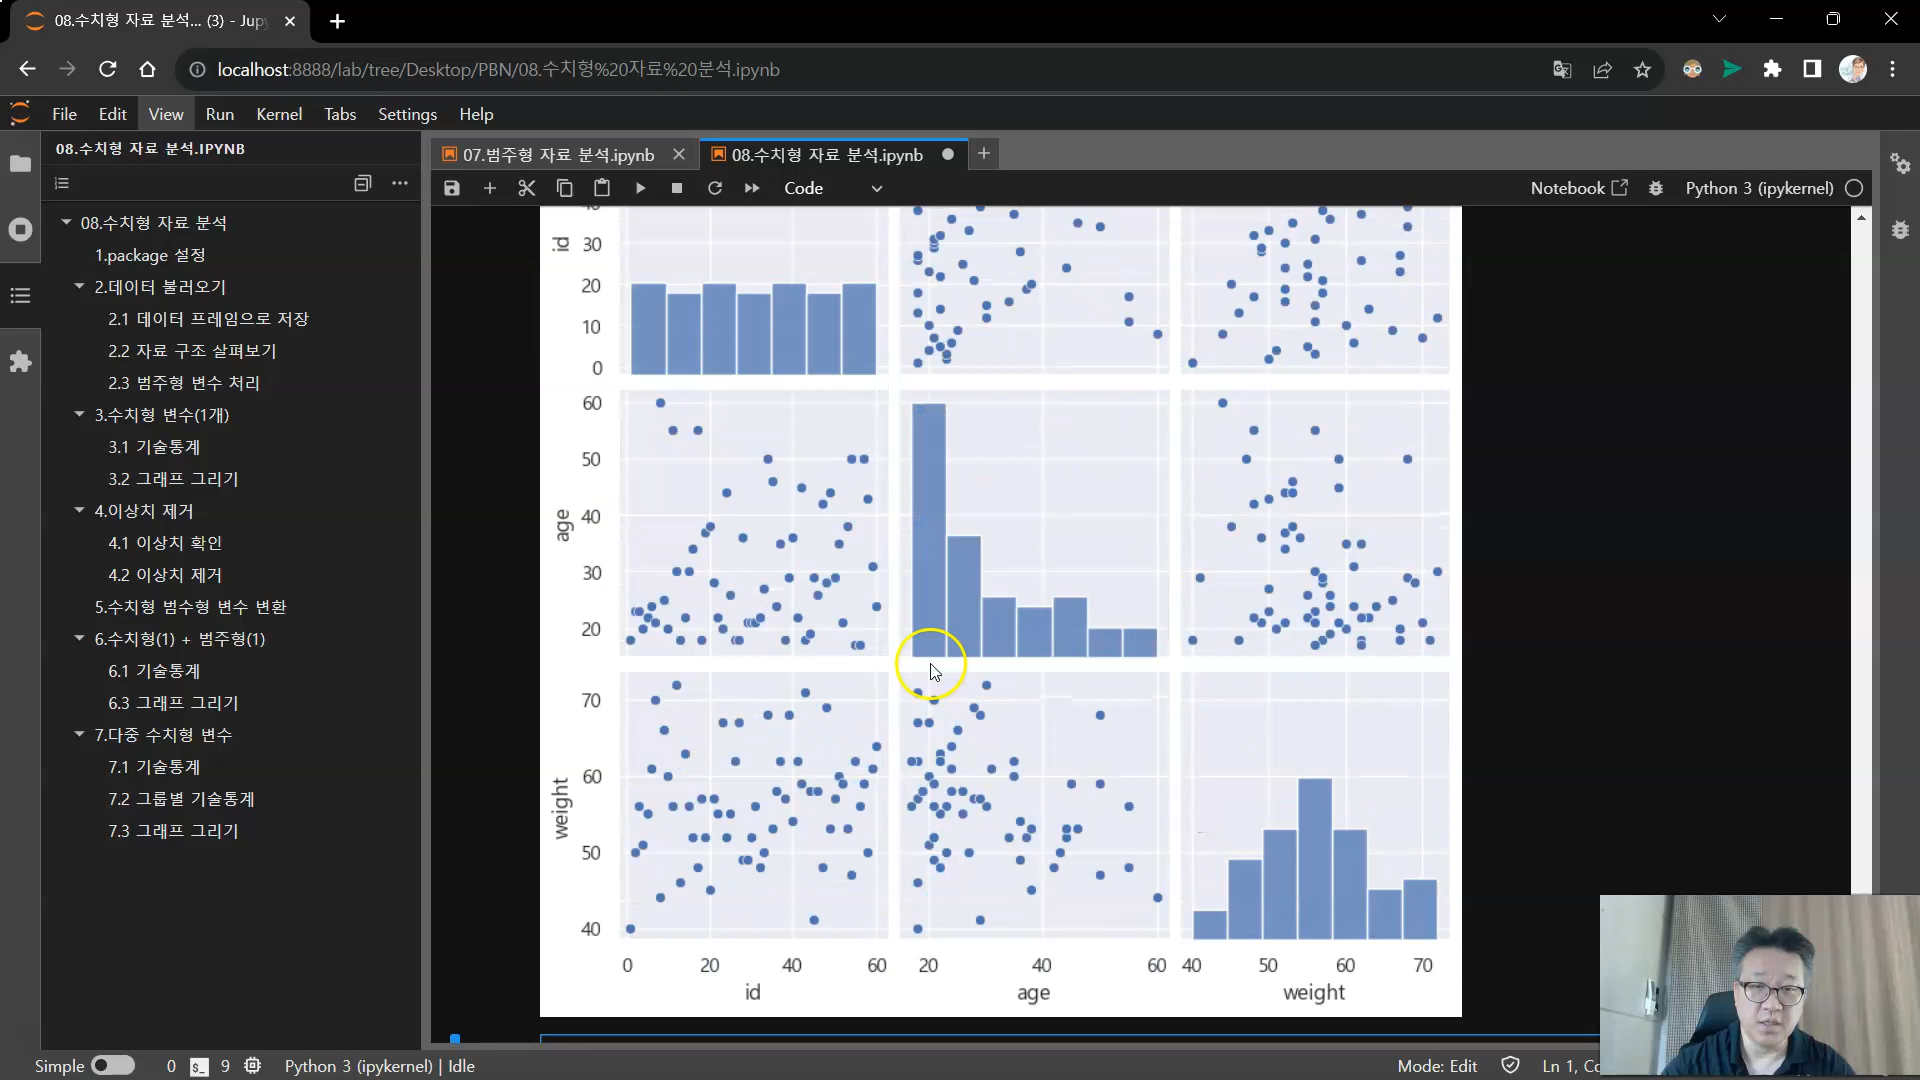 08.수치형 자료 분석... (3) - Jup
localhost:8888/lab/tree/Desktop/PBN/08.수치형%20자료%20분석.ipynb
File Edit View Run Kernel Tabs Settings Help
08.수치형 자료 분석.IPYNB
07.범주형 자료 분석.ipynb
08.수치형 자료 분석.ipynb
Code
Notebook
Python 3 (ipykernel)
08.수치형 자료 분석
1.package 설정
2.데이터 불러오기
2.1 데이터 프레임으로 저장
2.2 자료 구조 살펴보기
2.3 범주형 변수 처리
3.수치형 변수(1개)
3.1 기술통계
3.2 그래프 그리기
4.이상치 제거
4.1 이상치 확인
4.2 이상치 제거
5.수치형 범수형 변수 변환
6.수치형(1) + 범주형(1)
6.1 기술통계
6.3 그래프 그리기
7.다중 수치형 변수
7.1 기술통계
7.2 그룹별 기술통계
7.3 그래프 그리기
id
30
20
10
0
age
60
50
40
30
20
weight
70
60
50
40
0 20 40 60 20 40 60 40 50 60 70
id age weight
Simple 0 9 Python 3 (ipykernel) | Idle
Mode: Edit Ln 1,